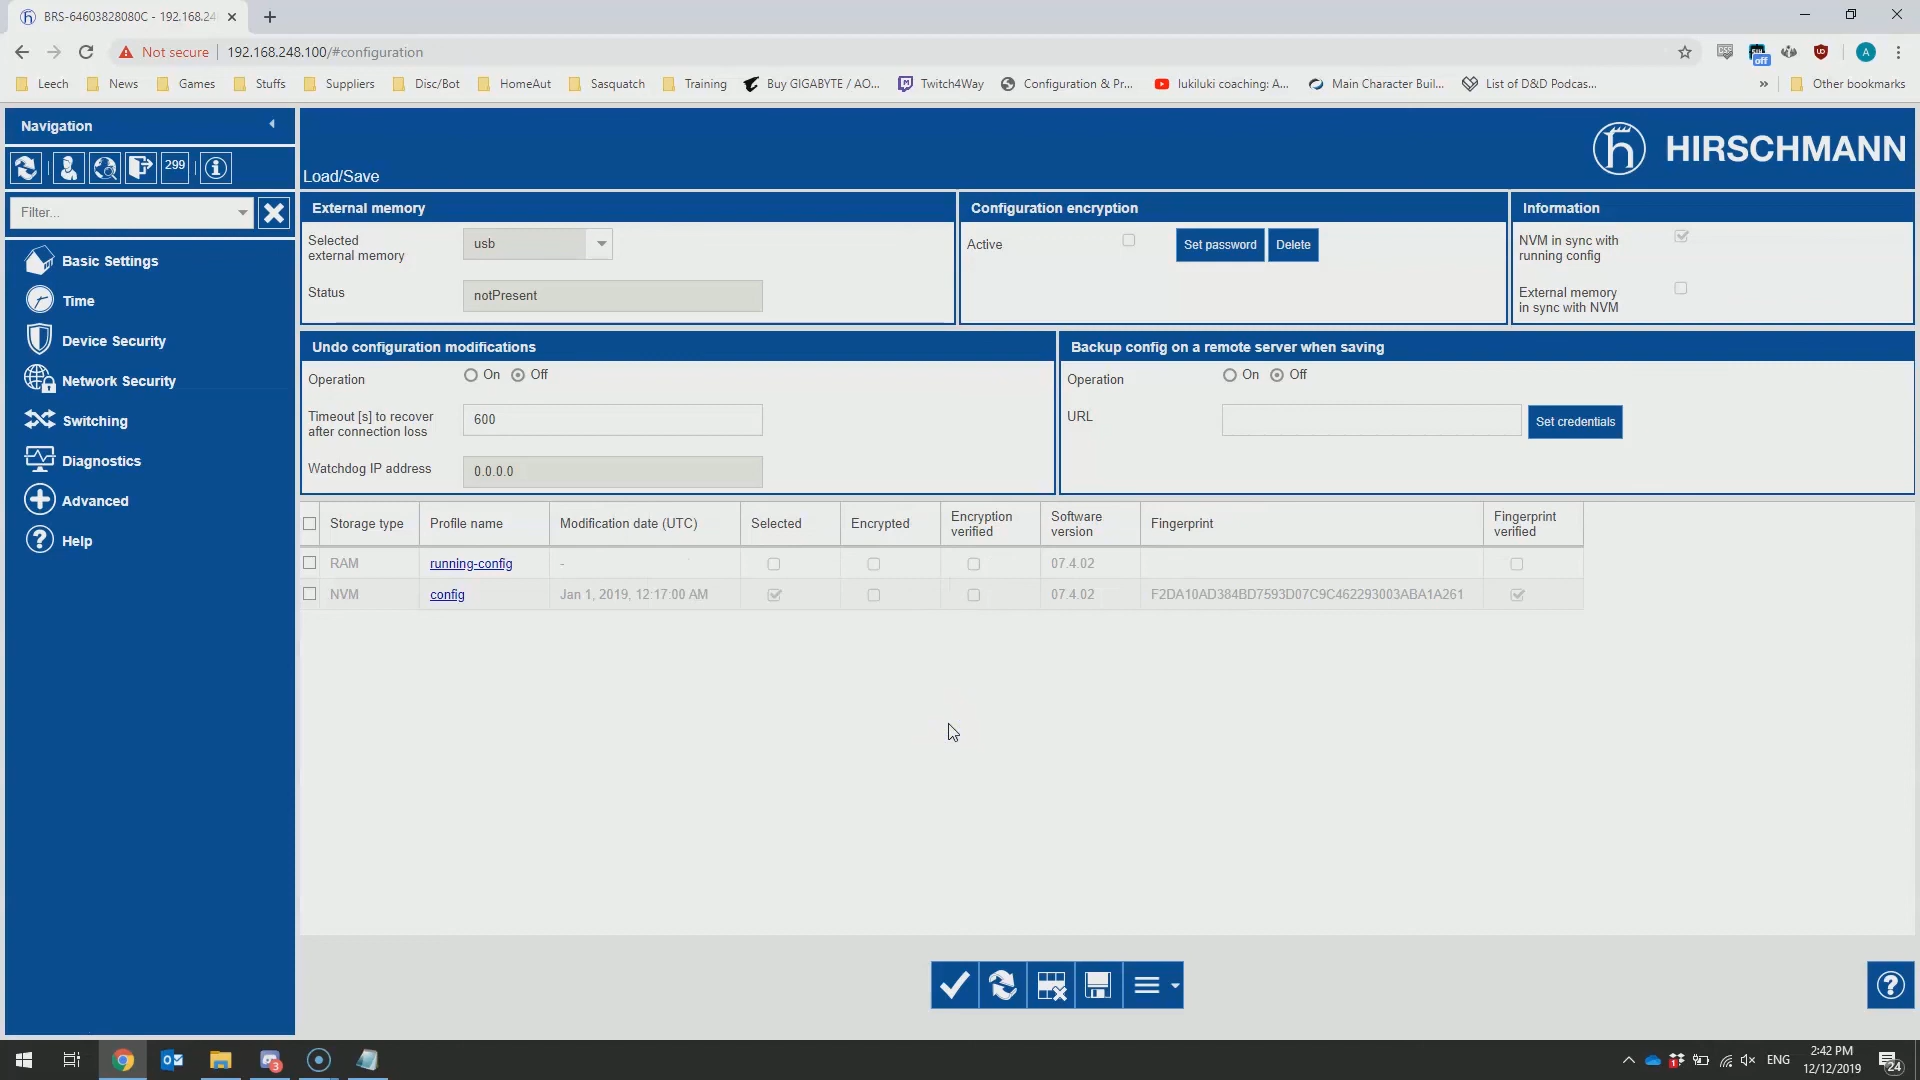 BRS-64603828080C - 192.168.24
Not secure
192.168.248.100/#configuration
off
A
Leech
News
Games
Stuffs
Suppliers
Disc/Bot
HomeAut
Sasquatch
Training
Buy GIGABYTE / AO...
Twitch4Way
Configuration & Pr...
lukiluki coaching: A...
Main Character Buil...
List of D&D Podcas...
»
Other bookmarks
Navigation
299
Filter...
Basic Settings
Time
Device Security
Network Security
Switching
Diagnostics
Advanced
Help
Load/Save
HIRSCHMANN
External memory
Selected
external memory
usb
Status
notPresent
Configuration encryption
Active
Set password
Delete
Information
NVM in sync with
running config
External memory
in sync with NVM
Undo configuration modifications
Operation
On
Off
Timeout [s] to recover
after connection loss
600
Watchdog IP address
0.0.0.0
Backup config on a remote server when saving
Operation
On
Off
URL
Set credentials
Storage type
Profile name
Modification date (UTC)
Selected
Encrypted
Encryption
verified
Software
version
Fingerprint
Fingerprint
verified
RAM
running-config
-
07.4.02
NVM
config
Jan 1, 2019, 12:17:00 AM
07.4.02
F2DA10AD384BD7593D07C9C462293003ABA1A261
3
1
ENG
2:42 PM
12/12/2019
24